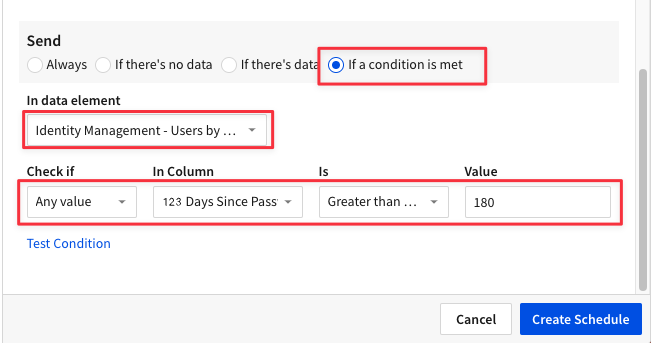 Send
Always If there's no data If there's data If a condition is met
In data element
Identity Management - Users by ...
Check if In Column Is Value
Any value 123 Days Since Pass Greater than ... 180
Test Condition
Cancel Create Schedule